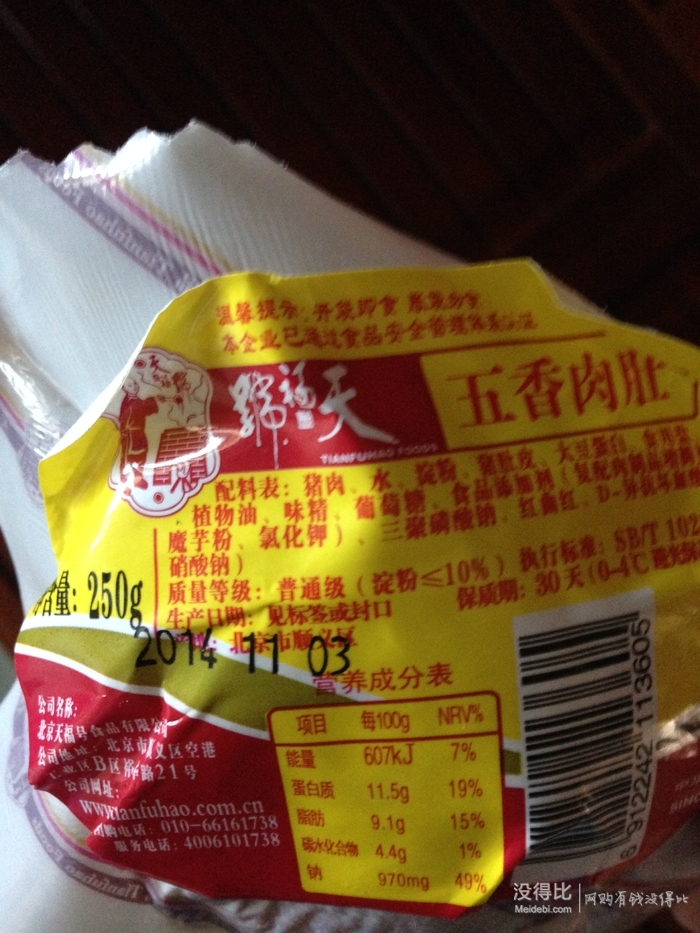 温馨提示:开袋即食 胀袋勿食
本企业已通过食品安全管理体系认证
天福號
TIANFUHAO FOODS
五香肉肚
配料表:猪肉、水、淀粉、猪肚皮、大豆蛋白、食用盐
植物油、味精、葡萄糖、食品添加剂(
魔芋粉、氯化钾)、三聚磷酸钠、红曲红、D-异抗坏血酸
硝酸钠)
质量等级:普通级(淀粉≤10%) 执行标准:SB/T 102
生产日期:见标签或封口 保质期:30天(0-4℃
含量:250g
北京市顺义区
2014 11 03
营养成分表
项目 每100g NRV%
能量 607kJ 7%
蛋白质 11.5g 19%
脂肪 9.1g 15%
碳水化合物 4.4g 1%
钠 970mg 49%
公司名称:
北京天福号食品有限公司
公司地址:北京市顺义区空港
工业区B区裕华路21号
公司网址:
www.tianfuhao.com.cn
团购电话:010-66161738
服务电话:4006101738
6 912242 113605
没得比
Meidebi.com
网购有钱没得比